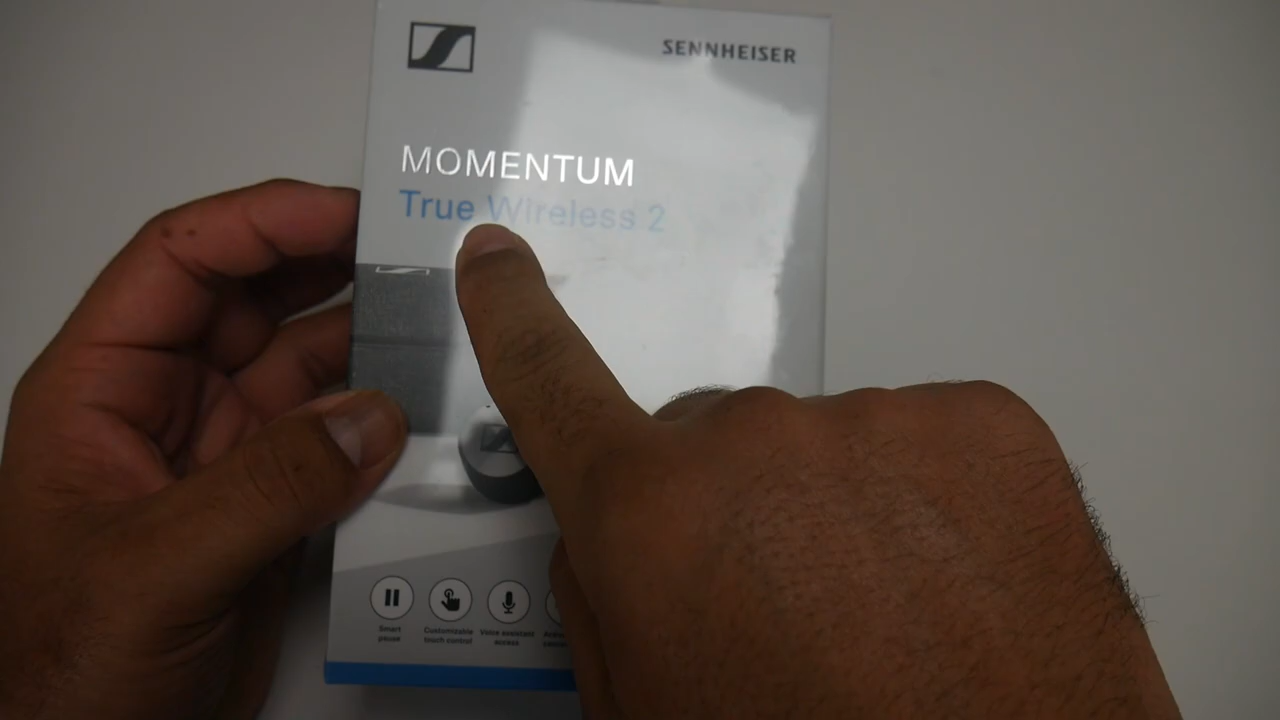 SENNHEISER
MOMENTUM
True Wireless 2
Smart pause
Customizable touch control
Voice assistant access